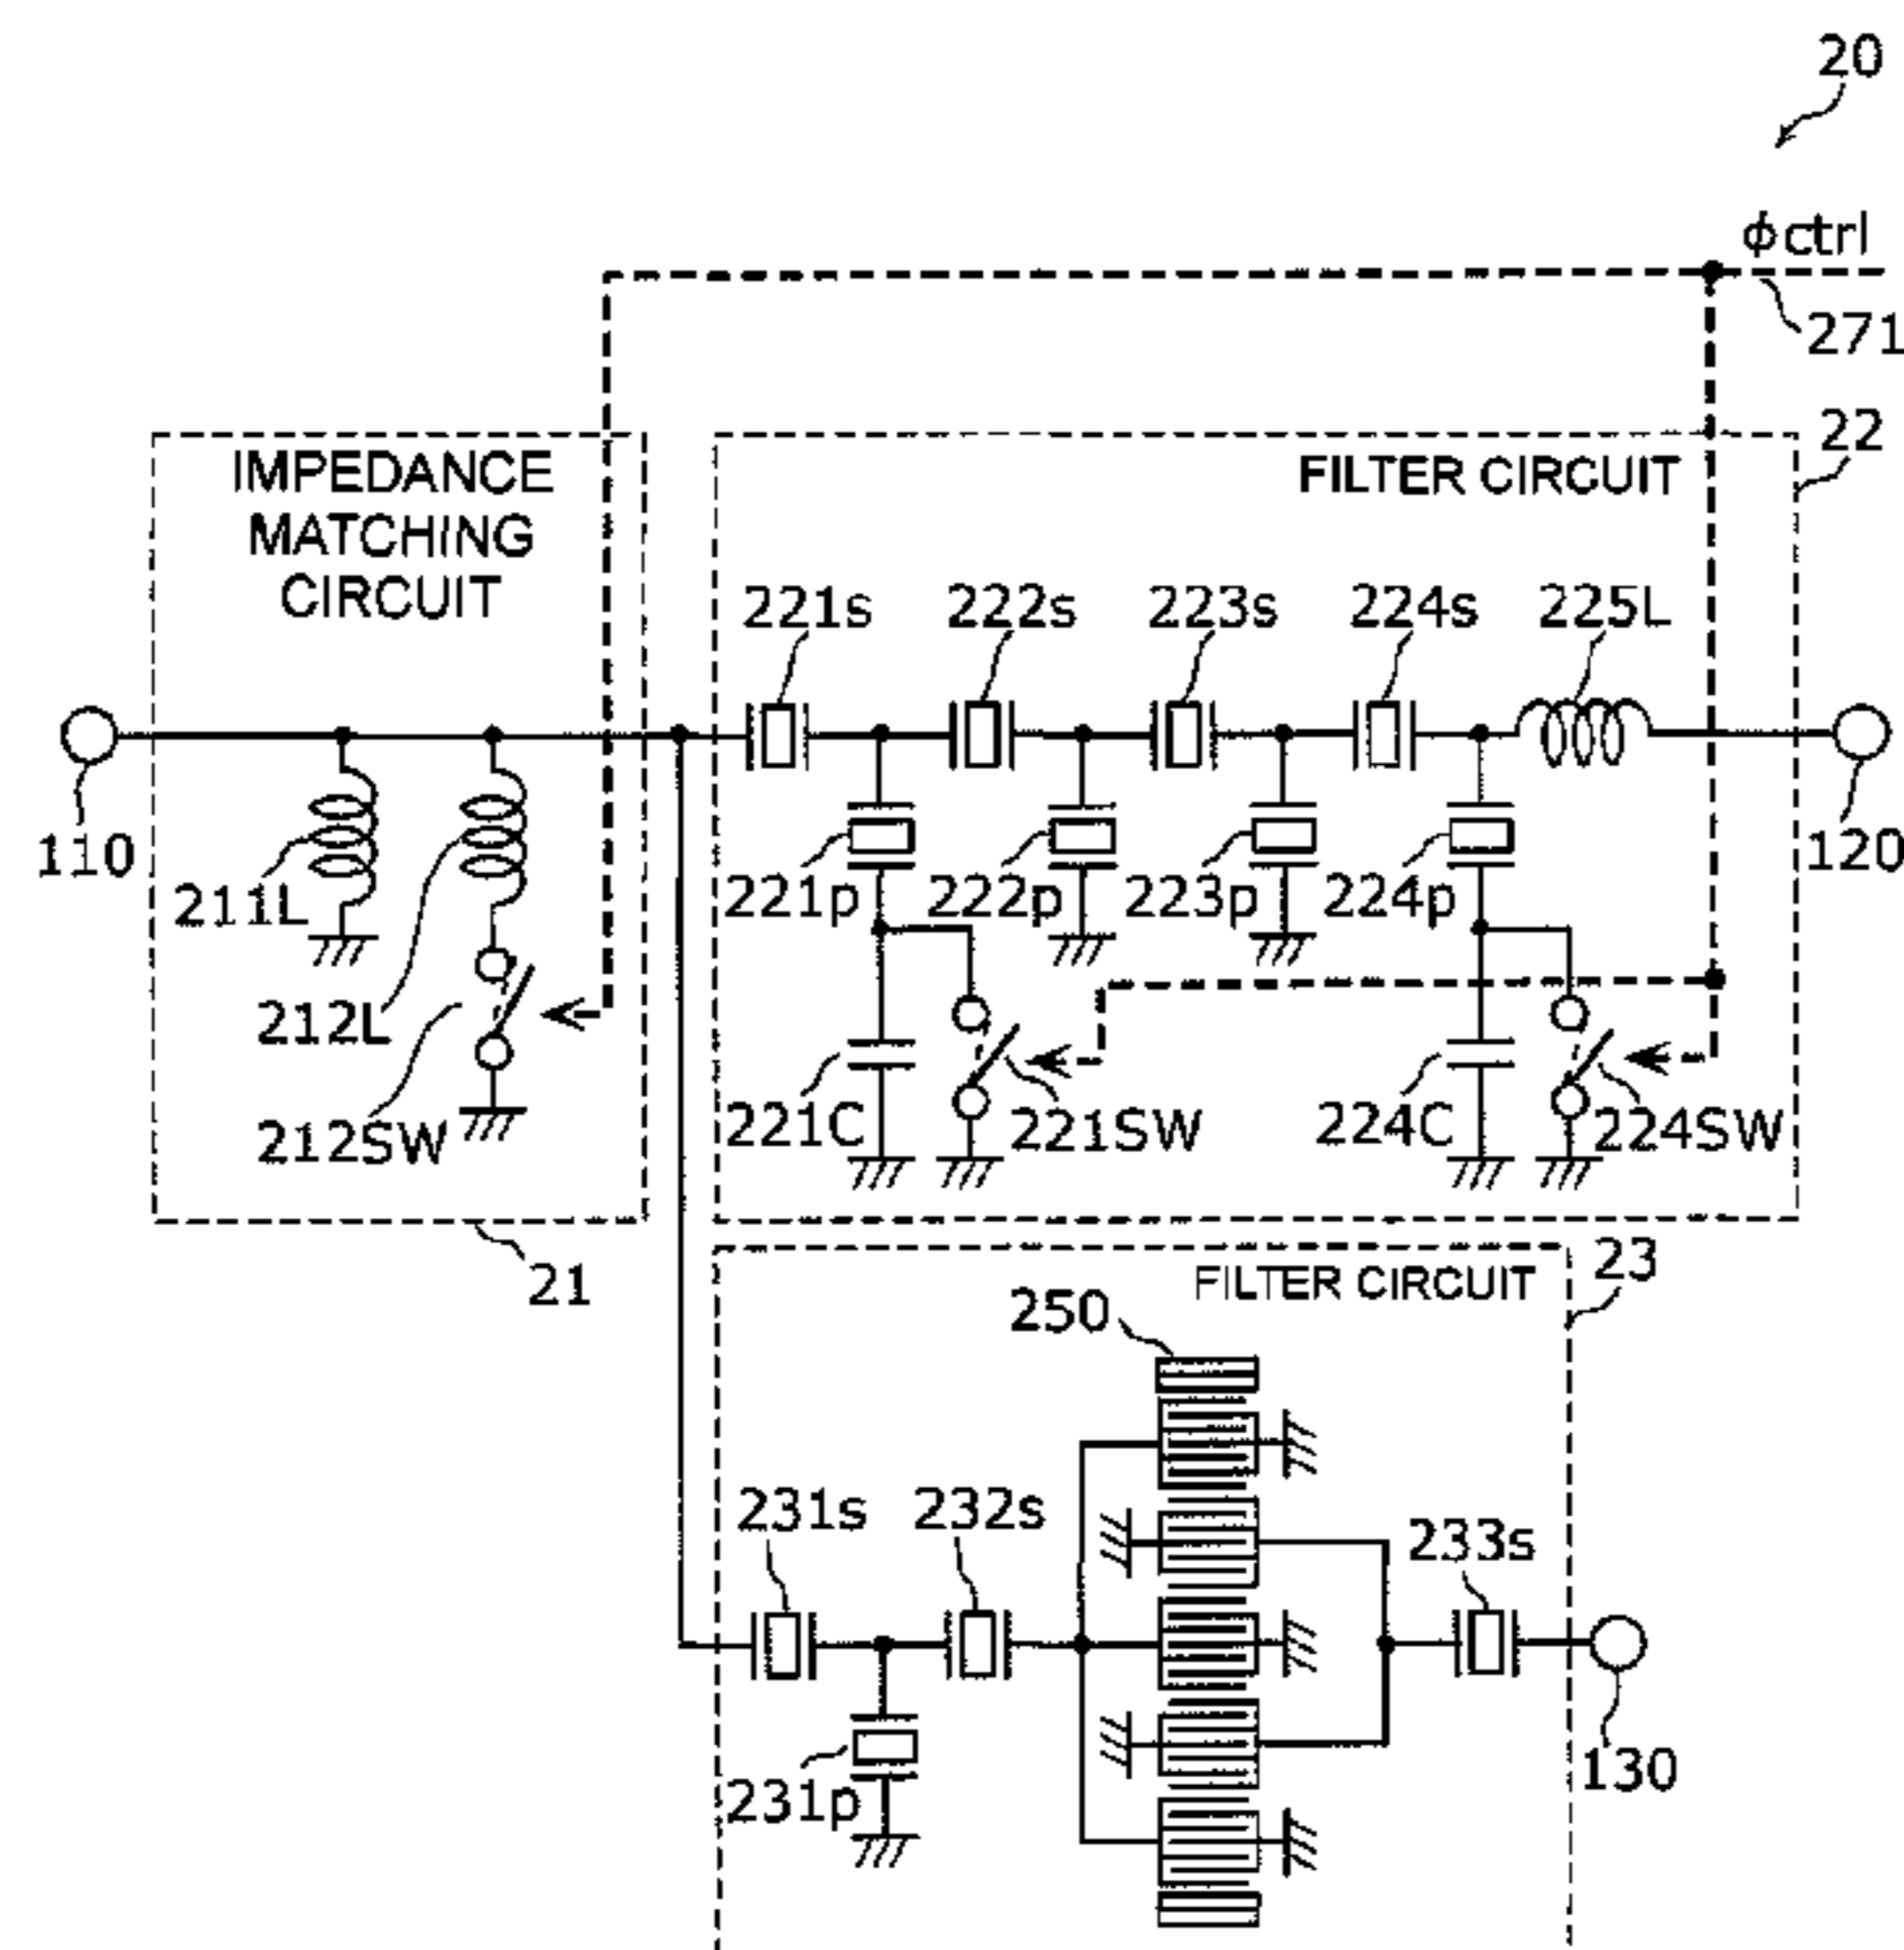 20
φctrl
271
22
IMPEDANCE
MATCHING
CIRCUIT
FILTER CIRCUIT
221s
222s
223s
224s
225L
110
120
211L
221p
222p
223p
224p
212L
212SW
221C
221SW
224C
224SW
21
23
FILTER CIRCUIT
250
231s
232s
233s
231p
130